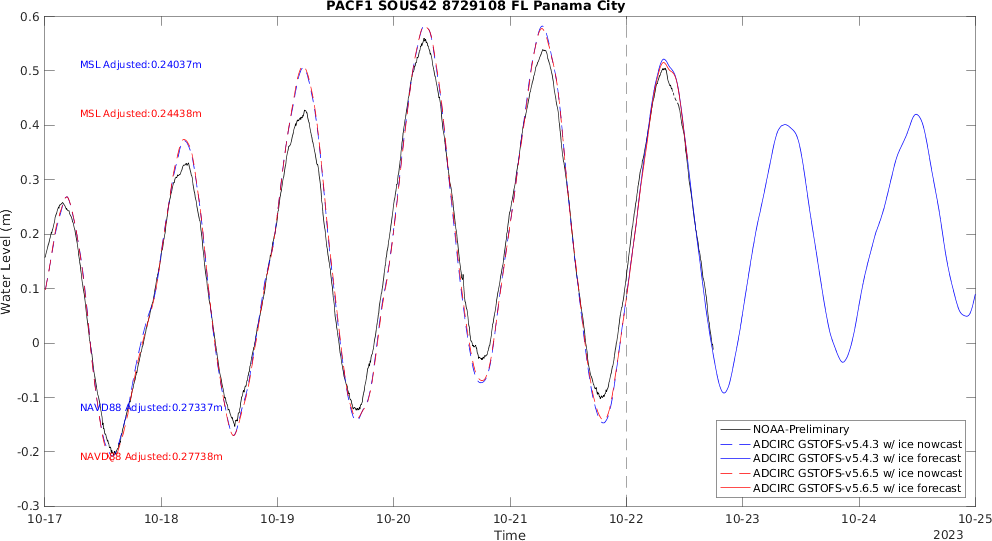 PACF1 SOUS42 8729108 FL Panama City
0.6
0.5
0.4
0.3
0.2
0.1
0
-0.1
-0.2
-0.3
Water Level (m)
MSL Adjusted:0.24037m
MSL Adjusted:0.24438m
NAVD88 Adjusted:0.27337m
NAVD88 Adjusted:0.27738m
NOAA-Preliminary
ADCIRC GSTOFS-v5.4.3 w/ ice nowcast
ADCIRC GSTOFS-v5.4.3 w/ ice forecast
ADCIRC GSTOFS-v5.6.5 w/ ice nowcast
ADCIRC GSTOFS-v5.6.5 w/ ice forecast
10-17 10-18 10-19 10-20 10-21 10-22 10-23 10-24 10-25
Time
2023